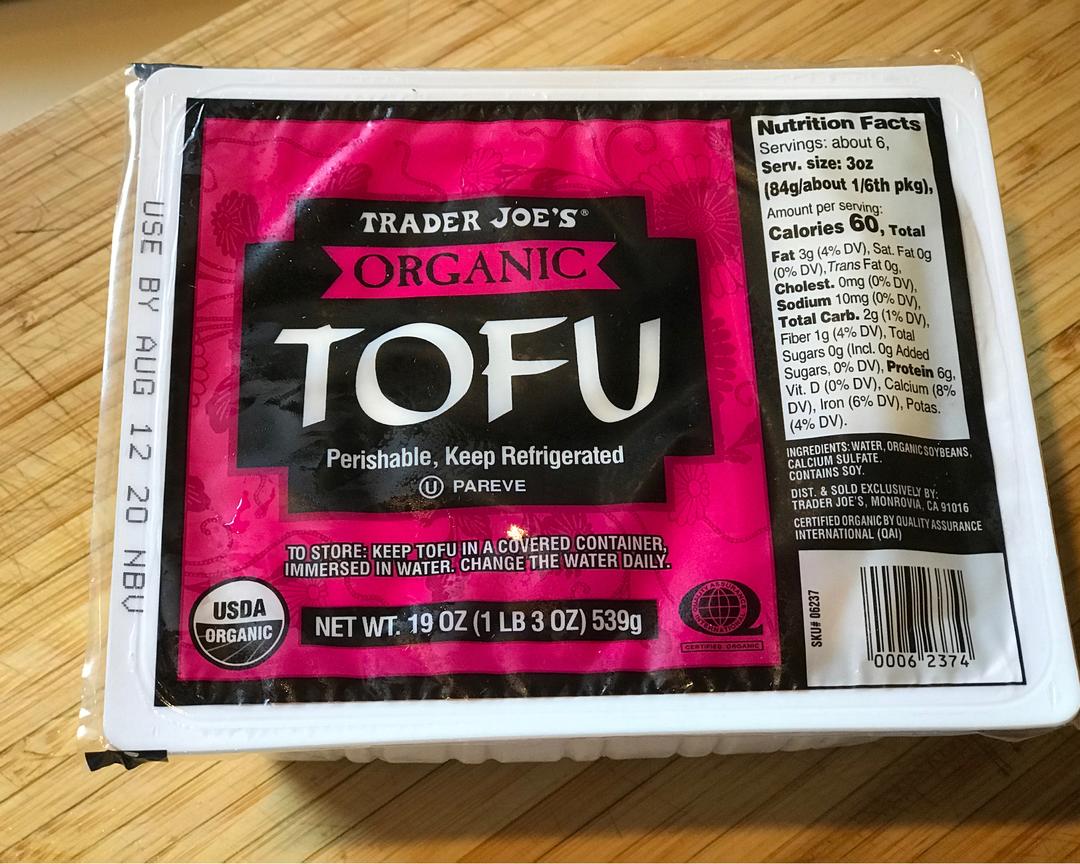 USE BY AUG 12 20 NBV
TRADER JOE'S®
ORGANIC
TOFU
Perishable, Keep Refrigerated
Ⓤ PAREVE
TO STORE: KEEP TOFU IN A COVERED CONTAINER,
IMMERSED IN WATER. CHANGE THE WATER DAILY.
USDA
ORGANIC
NET WT. 19 OZ (1 LB 3 OZ) 539g
QUALITY ASSURANCE
INTERNATIONAL
CERTIFIED ORGANIC
Nutrition Facts
Servings: about 6,
Serv. size: 3oz
(84g/about 1/6th pkg),
Amount per serving:
Calories 60, Total
Fat 3g (4% DV), Sat. Fat 0g
(0% DV), Trans Fat 0g,
Cholest. 0mg (0% DV),
Sodium 10mg (0% DV),
Total Carb. 2g (1% DV),
Fiber 1g (4% DV), Total
Sugars 0g (Incl. 0g Added
Sugars, 0% DV), Protein 6g,
Vit. D (0% DV), Calcium (8%
DV), Iron (6% DV), Potas.
(4% DV).
INGREDIENTS: WATER, ORGANIC SOYBEANS,
CALCIUM SULFATE.
CONTAINS SOY.
DIST. & SOLD EXCLUSIVELY BY:
TRADER JOE'S, MONROVIA, CA 91016
CERTIFIED ORGANIC BY QUALITY ASSURANCE
INTERNATIONAL (QAI)
SKU# 06237
0006 2374